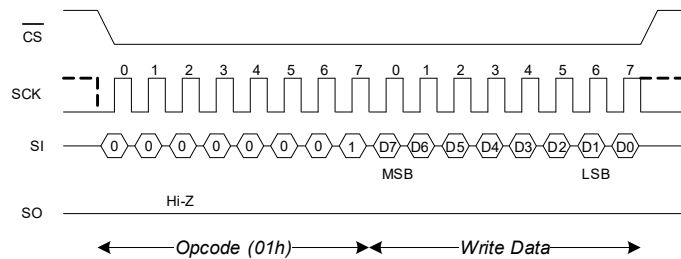 CS
0 1 2 3 4 5 6 7 0 1 2 3 4 5 6 7
SCK
SI 0 0 0 0 0 0 0 1 D7 D6 D5 D4 D3 D2 D1 D0
MSB LSB
Hi-Z
SO
Opcode (01h) Write Data